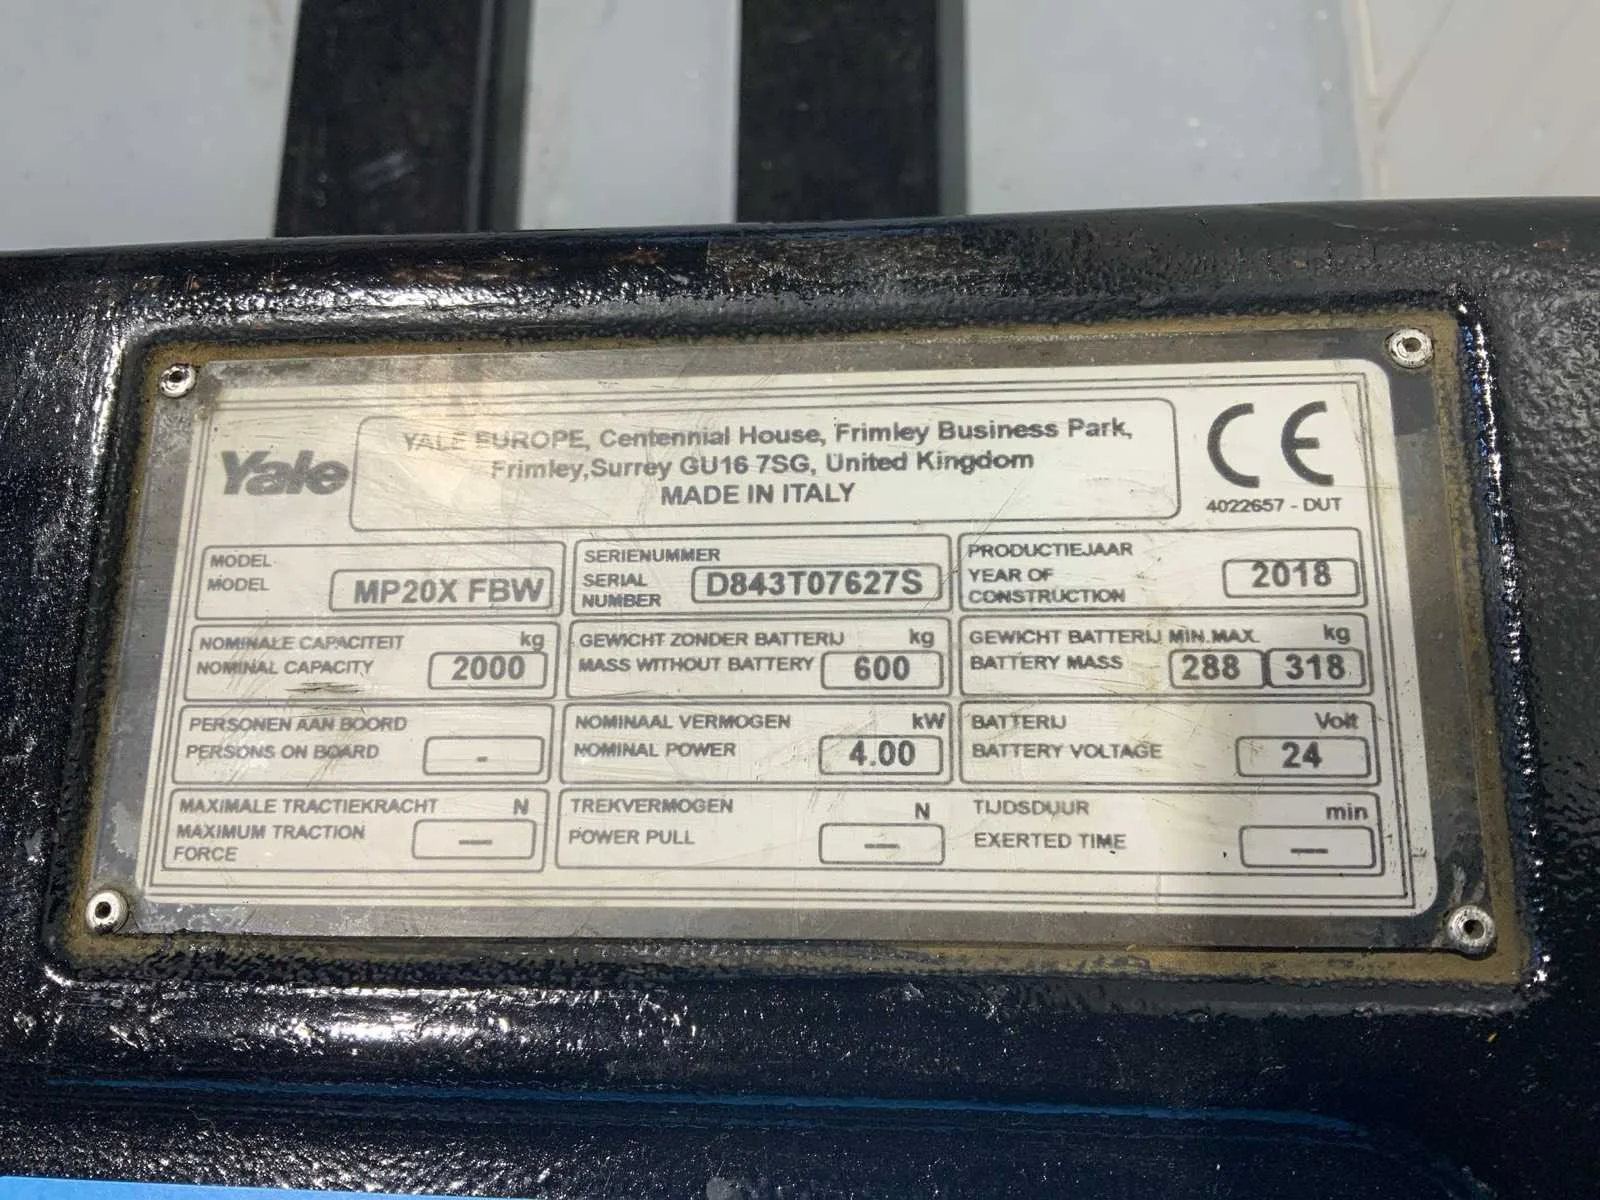 Yale
YALE EUROPE, Centennial House, Frimley Business Park,
Frimley,Surrey GU16 7SG, United Kingdom
MADE IN ITALY
CE
4022657 - DUT
MODEL
MODEL
MP20X FBW
SERIENUMMER
SERIAL
NUMBER
D843T07627S
PRODUCTIEJAAR
YEAR OF
CONSTRUCTION
2018
NOMINALE CAPACITEIT kg
NOMINAL CAPACITY 2000
GEWICHT ZONDER BATTERIJ kg
MASS WITHOUT BATTERY 600
GEWICHT BATTERIJ MIN.MAX. kg
BATTERY MASS 288 318
PERSONEN AAN BOORD
PERSONS ON BOARD -
NOMINAAL VERMOGEN kW
NOMINAL POWER 4.00
BATTERIJ Volt
BATTERY VOLTAGE 24
MAXIMALE TRACTIEKRACHT N
MAXIMUM TRACTION
FORCE —
TREKVERMOGEN N
POWER PULL —
TIJDSDUUR min
EXERTED TIME —